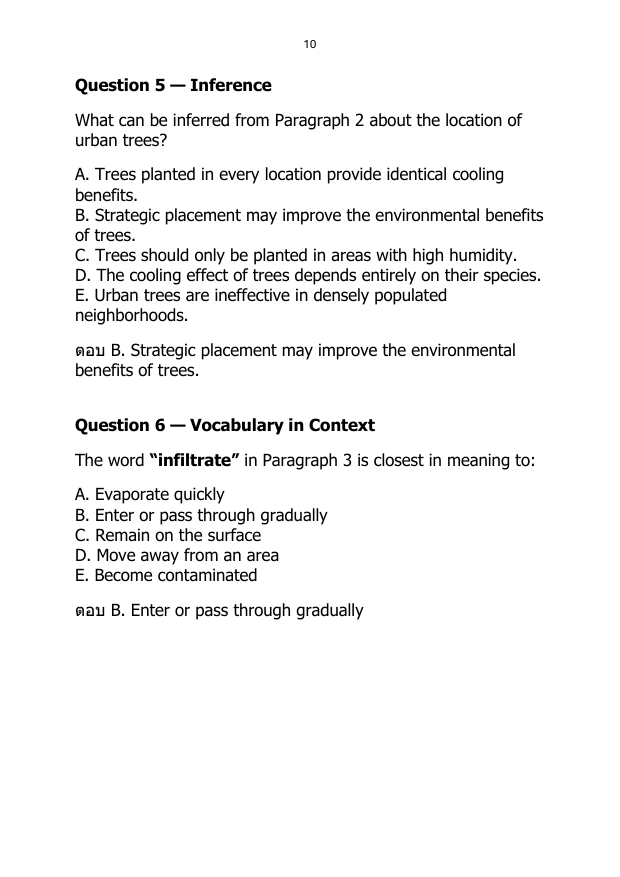 10
Question 5 — Inference
What can be inferred from Paragraph 2 about the location of
urban trees?
A. Trees planted in every location provide identical cooling
benefits.
B. Strategic placement may improve the environmental benefits
of trees.
C. Trees should only be planted in areas with high humidity.
D. The cooling effect of trees depends entirely on their species.
E. Urban trees are ineffective in densely populated
neighborhoods.
ตอบ B. Strategic placement may improve the environmental
benefits of trees.
Question 6 — Vocabulary in Context
The word “infiltrate” in Paragraph 3 is closest in meaning to:
A. Evaporate quickly
B. Enter or pass through gradually
C. Remain on the surface
D. Move away from an area
E. Become contaminated
ตอบ B. Enter or pass through gradually